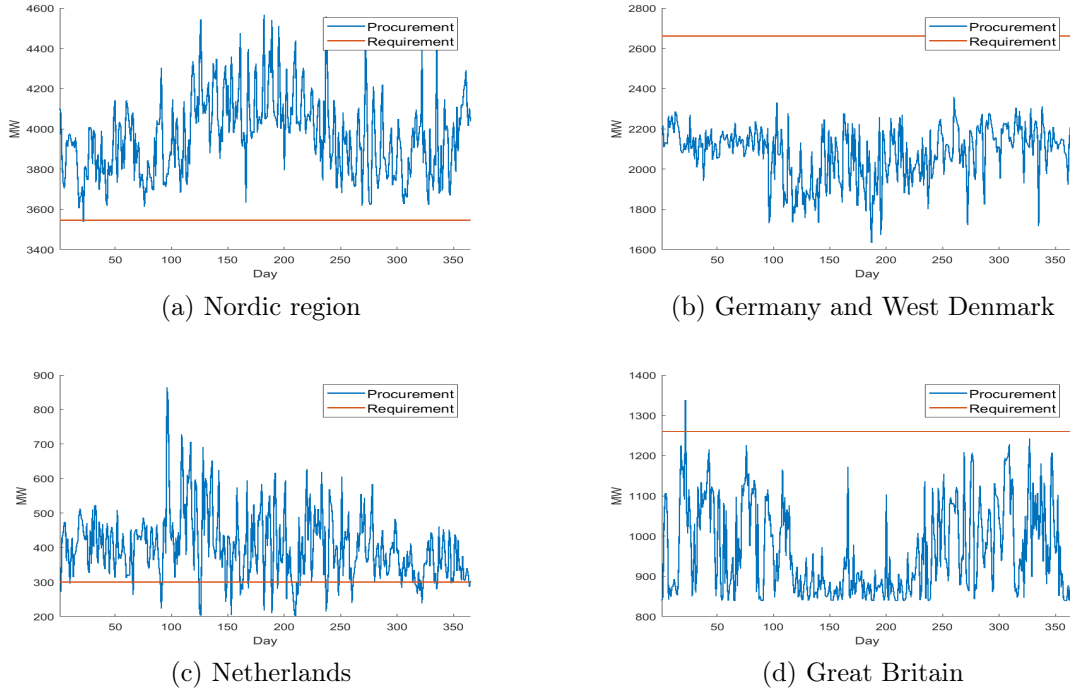 4600
4400
4200
4000
3800
3600
3400
MW
50 100 150 200 250 300 350
Day
Procurement
Requirement
(a) Nordic region
2800
2600
2400
2200
2000
1800
1600
MW
50 100 150 200 250 300 350
Day
Procurement
Requirement
(b) Germany and West Denmark
900
800
700
600
500
400
300
200
MW
50 100 150 200 250 300 350
Day
Procurement
Requirement
(c) Netherlands
1400
1300
1200
1100
1000
900
800
MW
50 100 150 200 250 300 350
Day
Procurement
Requirement
(d) Great Britain